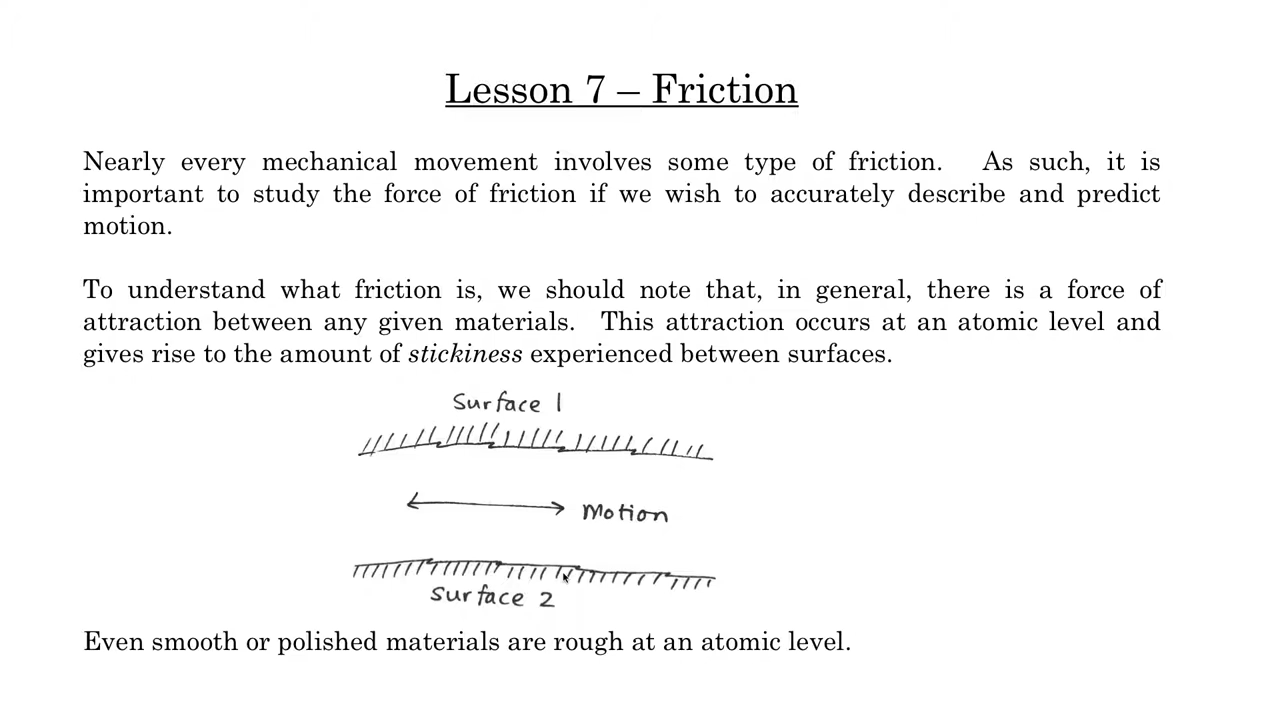 Lesson 7 – Friction
Nearly every mechanical movement involves some type of friction. As such, it is
important to study the force of friction if we wish to accurately describe and predict
motion.
To understand what friction is, we should note that, in general, there is a force of
attraction between any given materials. This attraction occurs at an atomic level and
gives rise to the amount of stickiness experienced between surfaces.
Surface 1
Motion
Surface 2
Even smooth or polished materials are rough at an atomic level.